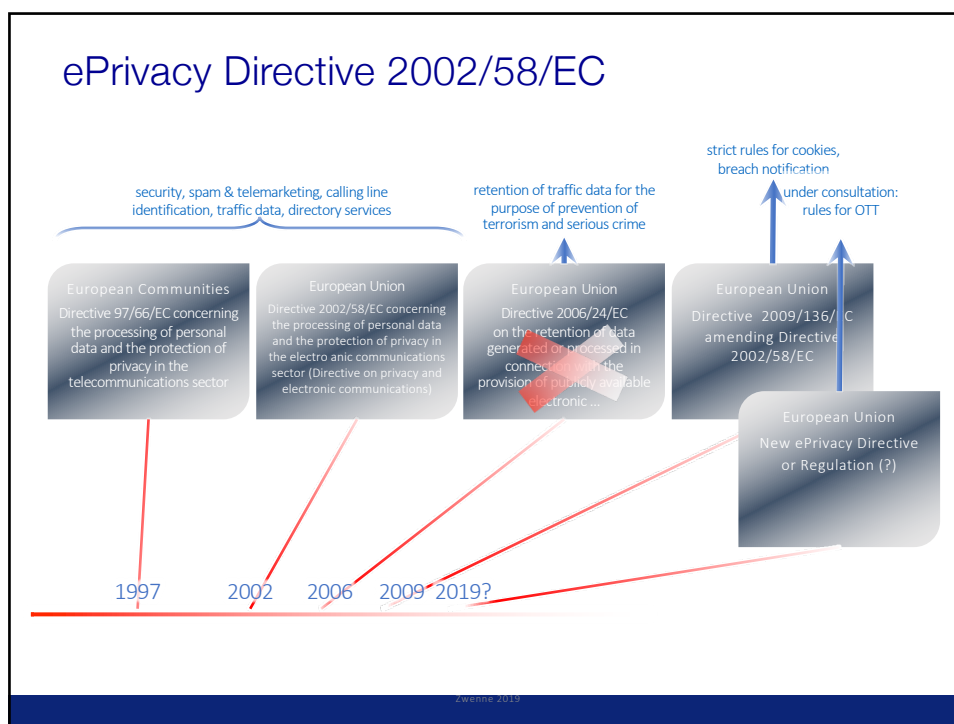 ePrivacy Directive 2002/58/EC
security, spam & telemarketing, calling line
identification, traffic data, directory services
retention of traffic data for the
purpose of prevention of
terrorism and serious crime
strict rules for cookies,
breach notification
under consultation:
rules for OTT
European Communities
Directive 97/66/EC concerning
the processing of personal
data and the protection of
privacy in the
telecommunications sector
European Union
Directive 2002/58/EC concerning
the processing of personal data
and the protection of privacy in
the electro anic communications
sector (Directive on privacy and
electronic communications)
European Union
Directive 2006/24/EC
on the retention of data
generated or processed in
connection with the
provision of publicly available
electronic ...
European Union
Directive 2009/136/EC
amending Directive
2002/58/EC
European Union
New ePrivacy Directive
or Regulation (?)
1997
2002
2006
2009
2019?
Zwenne 2019